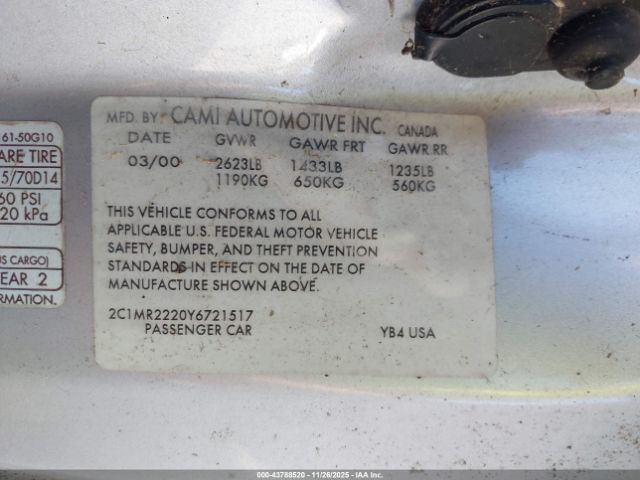 61-50G10
ARE TIRE
5/70D14
60 PSI
20 kPa
US CARGO)
EAR 2
ORMATION.
MFD. BY: CAMI AUTOMOTIVE INC. CANADA
DATE GVWR GAWR FRT GAWR RR
03/00 2623LB 1433LB 1235LB
1190KG 650KG 560KG
THIS VEHICLE CONFORMS TO ALL
APPLICABLE U.S. FEDERAL MOTOR VEHICLE
SAFETY, BUMPER, AND THEFT PREVENTION
STANDARDS IN EFFECT ON THE DATE OF
MANUFACTURE SHOWN ABOVE.
2C1MR2220Y6721517
PASSENGER CAR YB4 USA
000-43788520 - 11/26/2025 - IAA Inc.